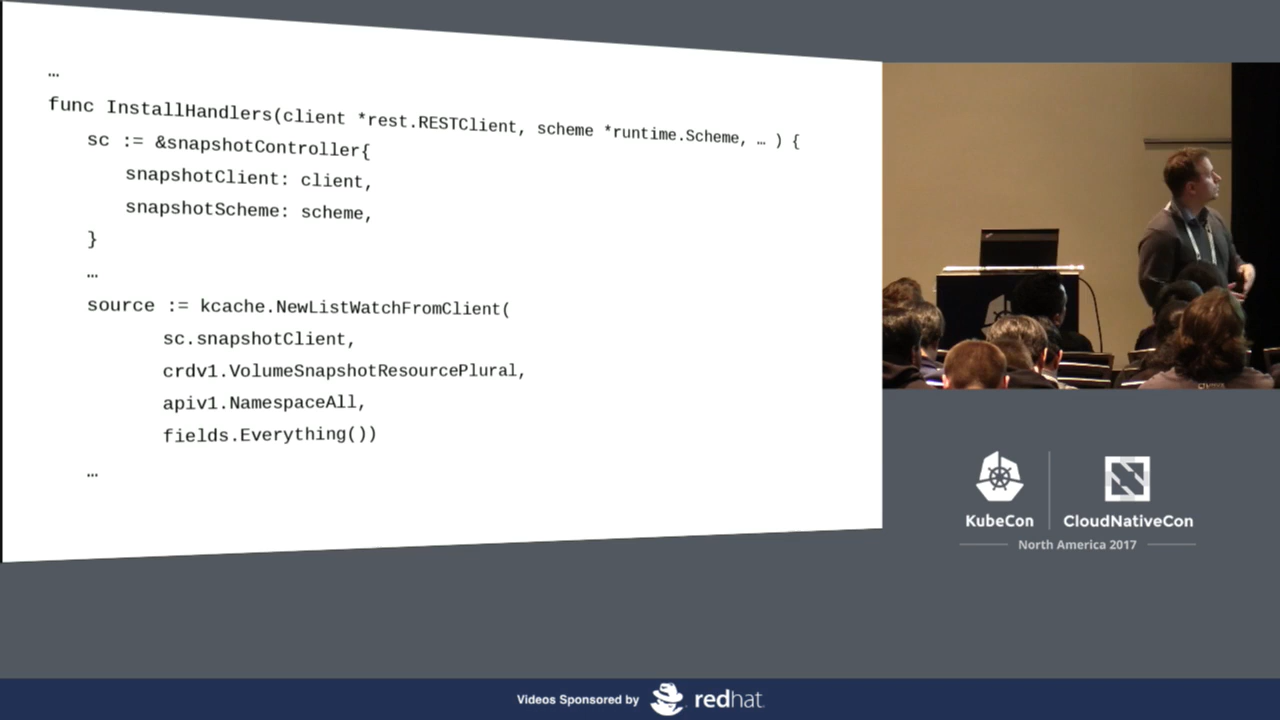 …
func InstallHandlers(client *rest.RESTClient, scheme *runtime.Scheme, … ) {
sc := &snapshotController{
snapshotClient: client,
snapshotScheme: scheme,
}
…
source := kcache.NewListWatchFromClient(
sc.snapshotClient,
crdv1.VolumeSnapshotResourcePlural,
apiv1.NamespaceAll,
fields.Everything())
…
KubeCon
CloudNativeCon
North America 2017
Videos Sponsored by
redhat